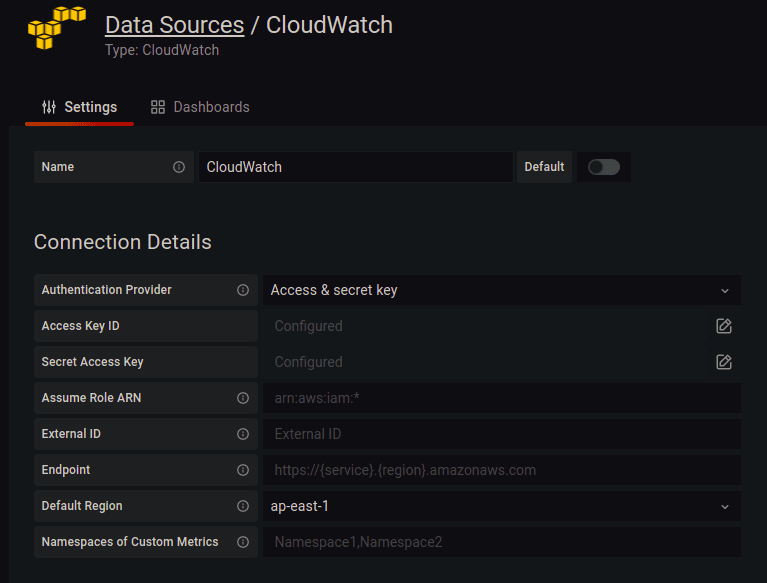 Data Sources / CloudWatch
Type: CloudWatch
Settings Dashboards
Name CloudWatch Default
Connection Details
Authentication Provider Access & secret key
Access Key ID Configured
Secret Access Key Configured
Assume Role ARN arn:aws:iam:*
External ID External ID
Endpoint https://{service}.{region}.amazonaws.com
Default Region ap-east-1
Namespaces of Custom Metrics Namespace1,Namespace2